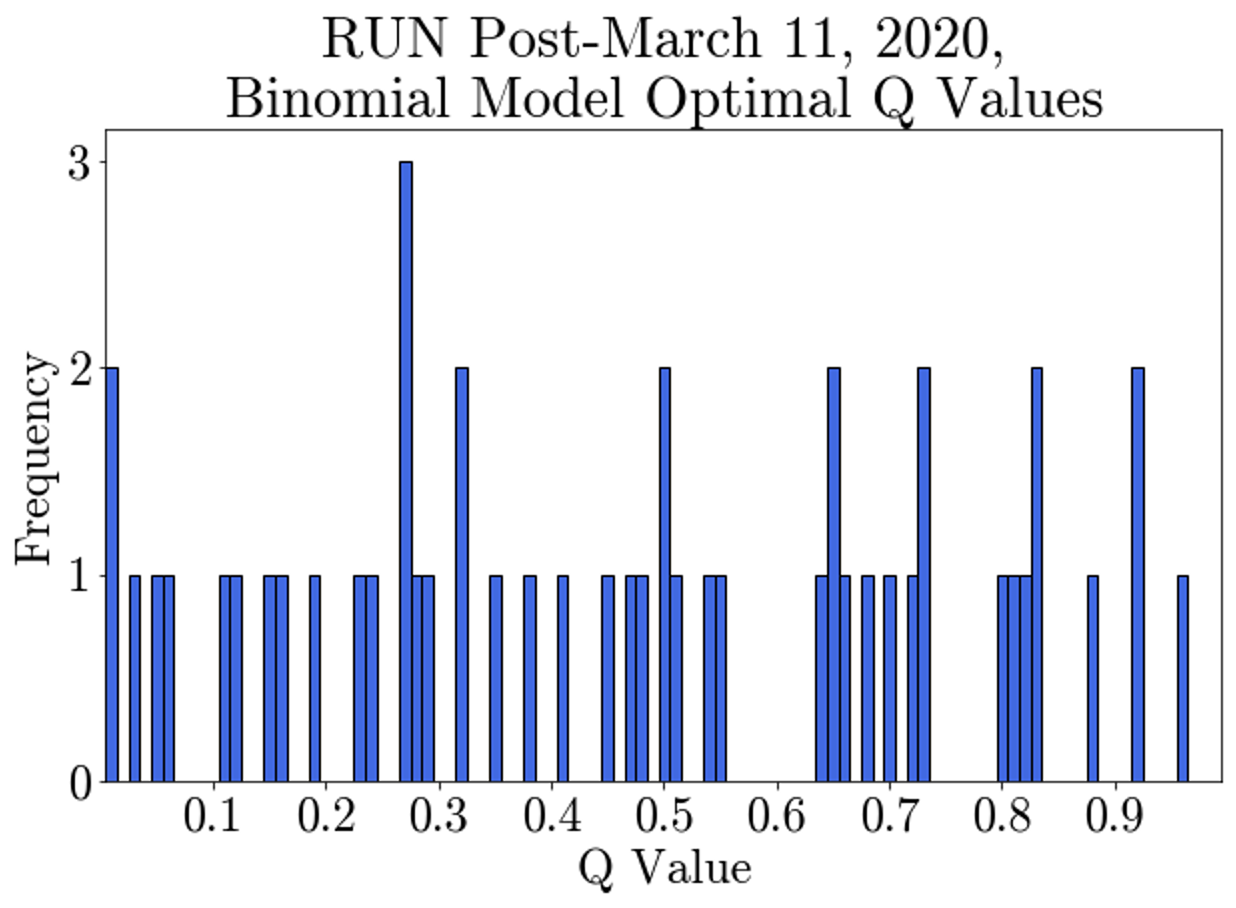 RUN Post-March 11, 2020,
Binomial Model Optimal Q Values
3
2
1
0
Frequency
0.1 0.2 0.3 0.4 0.5 0.6 0.7 0.8 0.9
Q Value